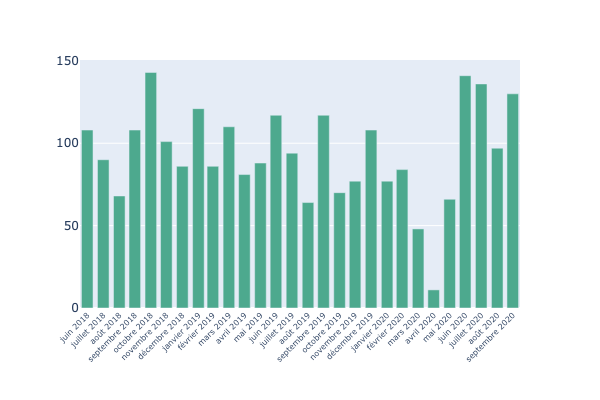 150
100
50
0
juin 2018
juillet 2018
août 2018
septembre 2018
octobre 2018
novembre 2018
décembre 2018
janvier 2019
février 2019
mars 2019
avril 2019
mai 2019
juin 2019
juillet 2019
août 2019
septembre 2019
octobre 2019
novembre 2019
décembre 2019
janvier 2020
février 2020
mars 2020
avril 2020
mai 2020
juin 2020
juillet 2020
août 2020
septembre 2020